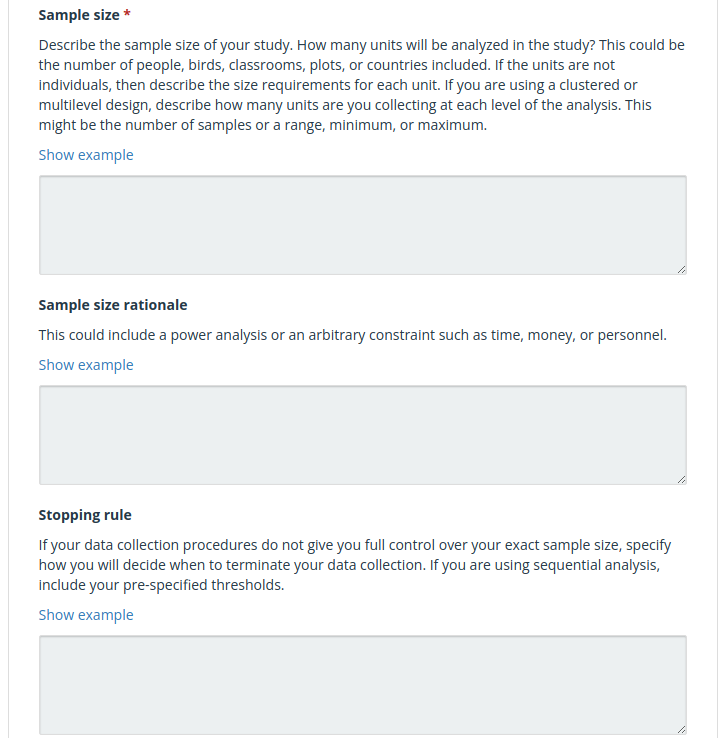 Sample size *
Describe the sample size of your study. How many units will be analyzed in the study? This could be
the number of people, birds, classrooms, plots, or countries included. If the units are not
individuals, then describe the size requirements for each unit. If you are using a clustered or
multilevel design, describe how many units are you collecting at each level of the analysis. This
might be the number of samples or a range, minimum, or maximum.
Show example
Sample size rationale
This could include a power analysis or an arbitrary constraint such as time, money, or personnel.
Show example
Stopping rule
If your data collection procedures do not give you full control over your exact sample size, specify
how you will decide when to terminate your data collection. If you are using sequential analysis,
include your pre-specified thresholds.
Show example